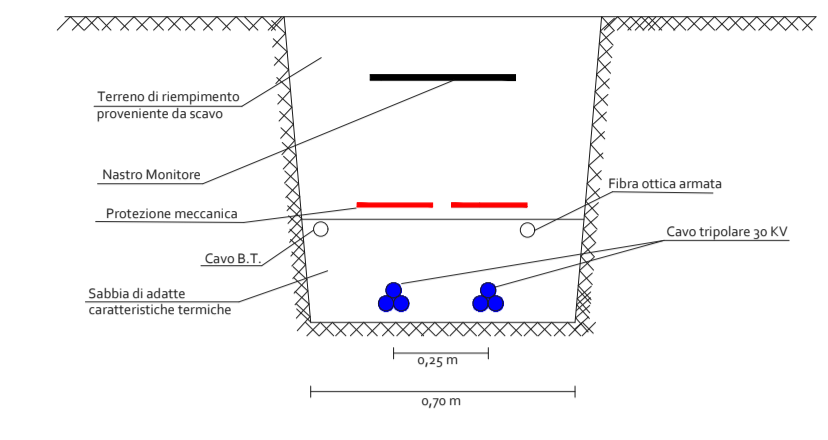 Terreno di riempimento
proveniente da scavo
Nastro Monitore
Protezione meccanica
Fibra ottica armata
Cavo B.T.
Cavo tripolare 30 KV
Sabbia di adatte
caratteristiche termiche
0,25 m
0,70 m